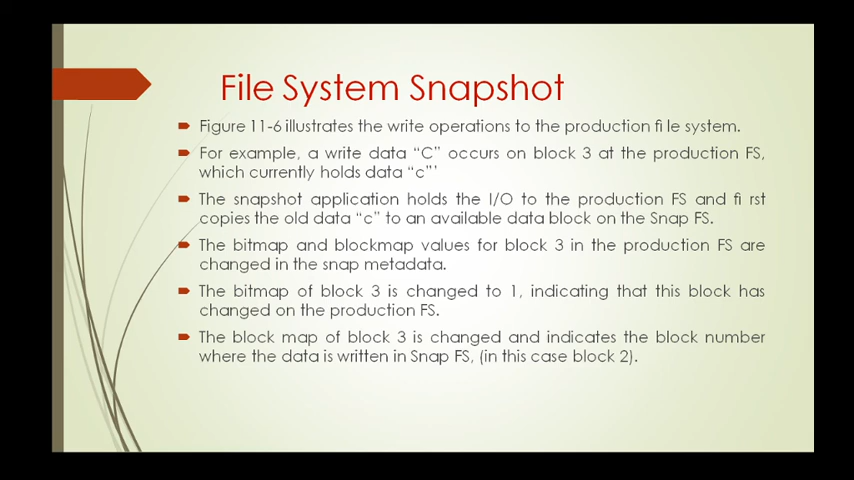 File System Snapshot
Figure 11-6 illustrates the write operations to the production fi le system.
For example, a write data “C” occurs on block 3 at the production FS,
which currently holds data “c”'
The snapshot application holds the I/O to the production FS and fi rst
copies the old data “c” to an available data block on the Snap FS.
The bitmap and blockmap values for block 3 in the production FS are
changed in the snap metadata.
The bitmap of block 3 is changed to 1, indicating that this block has
changed on the production FS.
The block map of block 3 is changed and indicates the block number
where the data is written in Snap FS, (in this case block 2).